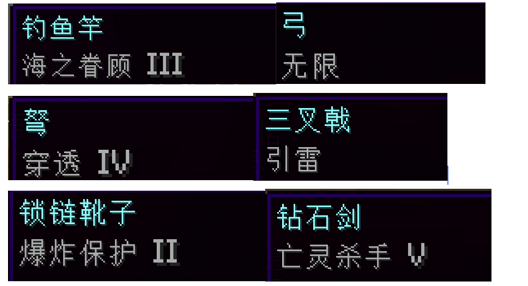 钓鱼竿
海之眷顾 III
弓
无限
弩
穿透 IV
三叉戟
引雷
锁链靴子
爆炸保护 II
钻石剑
亡灵杀手 V